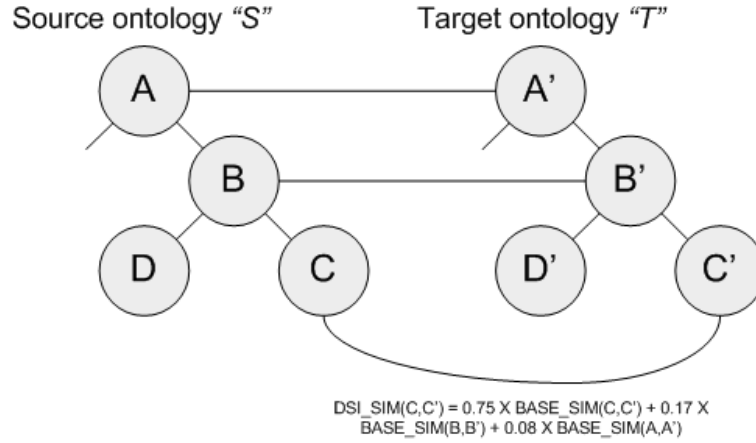 Source ontology “S” Target ontology “T”
A A’
B B’
D C D’ C’
DSI_SIM(C,C’) = 0.75 X BASE_SIM(C,C’) + 0.17 X
BASE_SIM(B,B’) + 0.08 X BASE_SIM(A,A’)